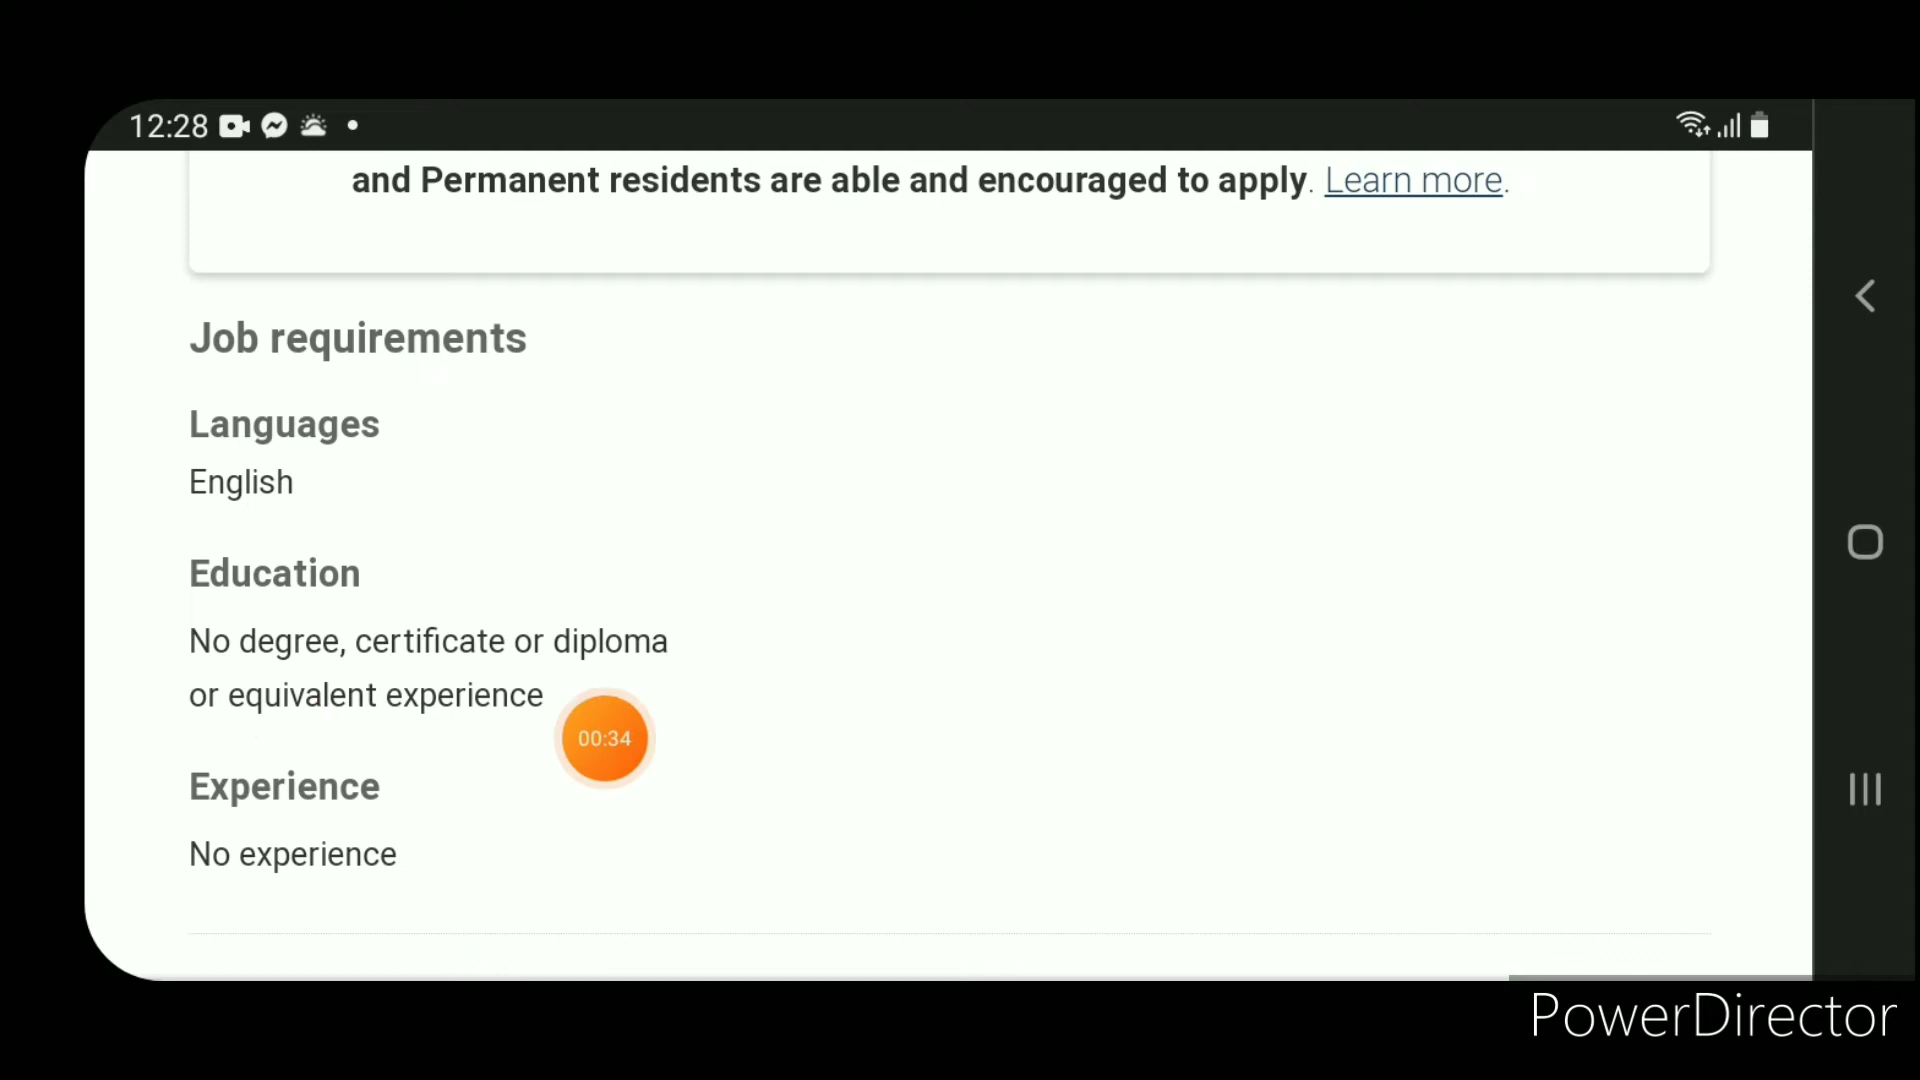 12:28
and Permanent residents are able and encouraged to apply. Learn more.
Job requirements
Languages
English
Education
No degree, certificate or diploma
or equivalent experience
00:34
Experience
No experience
PowerDirector